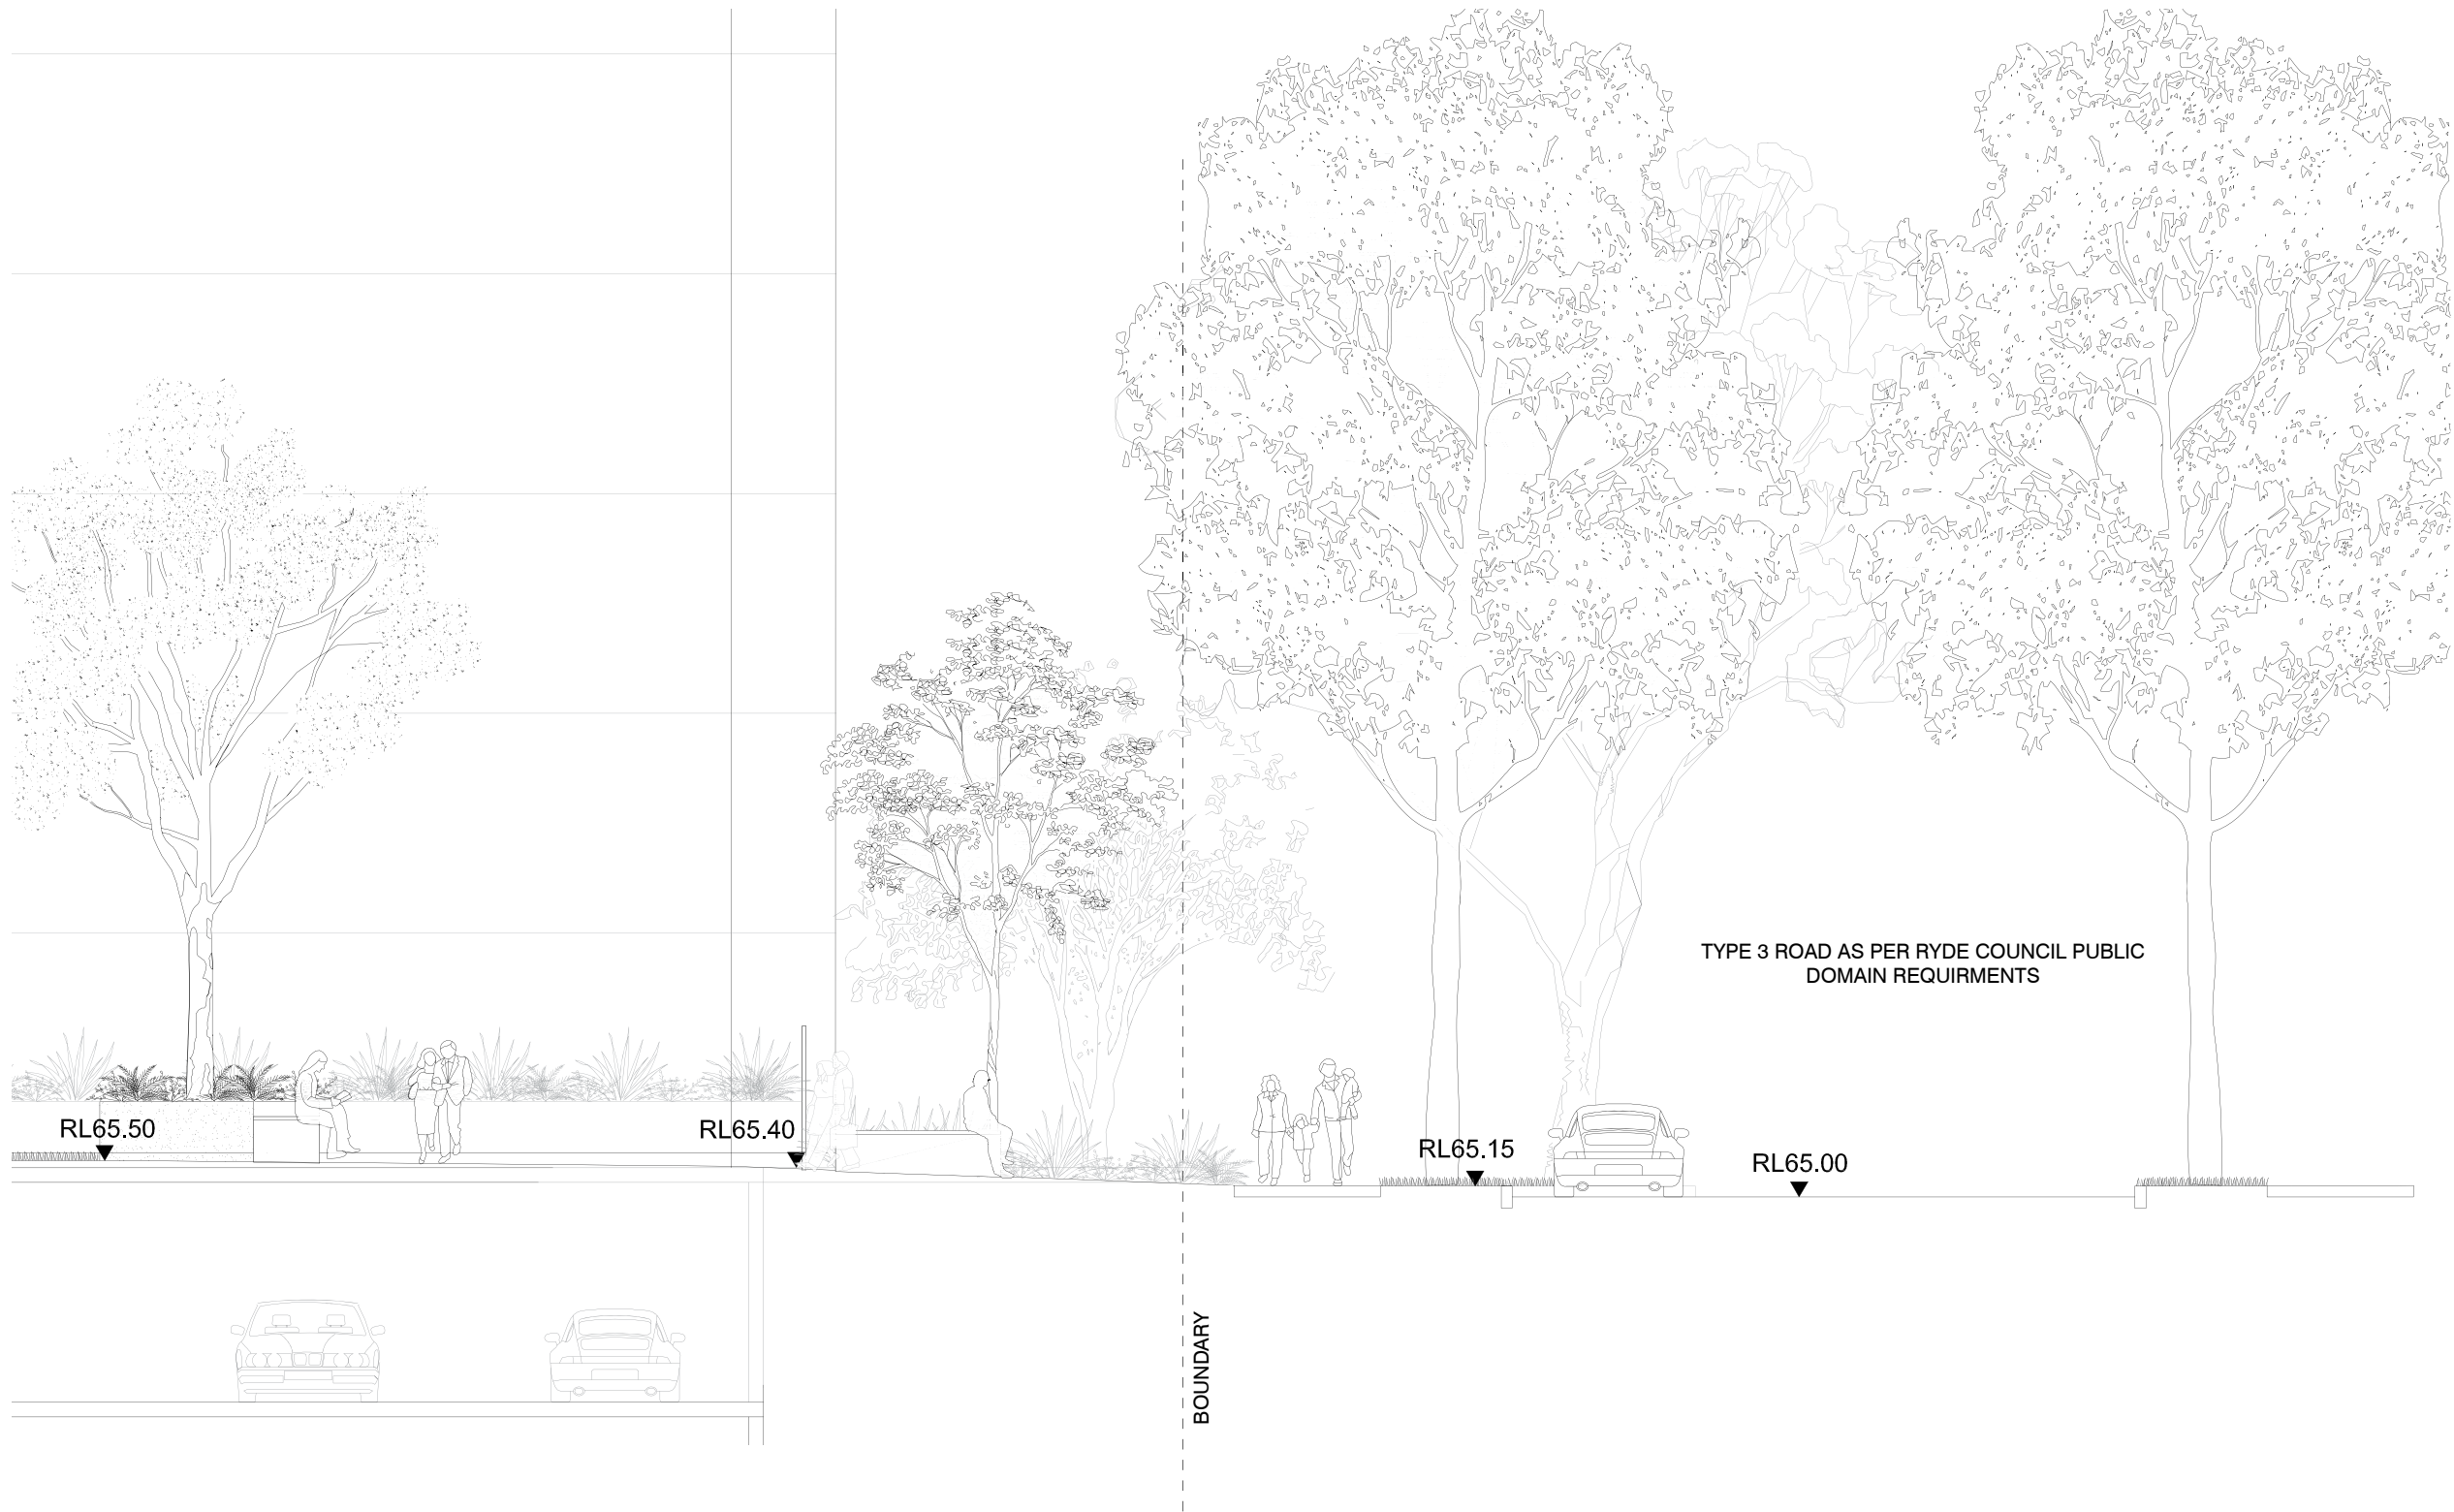 TYPE 3 ROAD AS PER RYDE COUNCIL PUBLIC
DOMAIN REQUIRMENTS
RL65.50
RL65.40
RL65.15
RL65.00
BOUNDARY